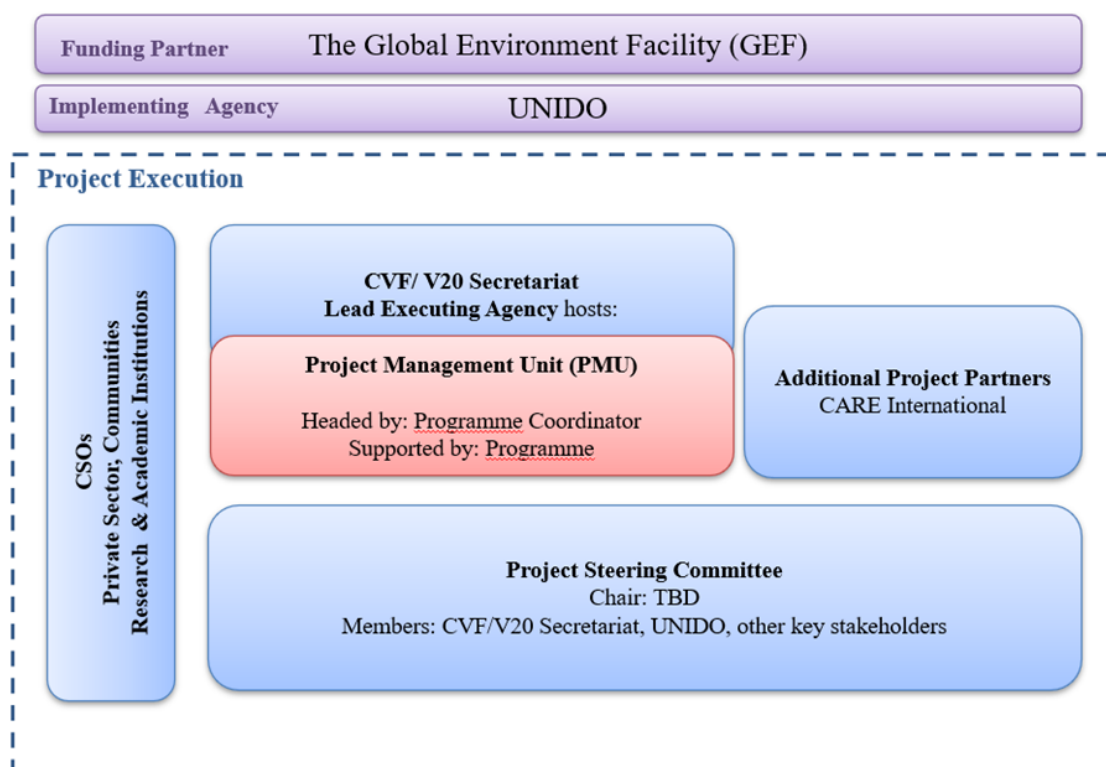 Funding Partner The Global Environment Facility (GEF)
Implementing Agency UNIDO
Project Execution
CSOs
Private Sector, Communities
Research & Academic Institutions
CVF/ V20 Secretariat
Lead Executing Agency hosts:
Project Management Unit (PMU)
Headed by: Programme Coordinator
Supported by: Programme
Additional Project Partners
CARE International
Project Steering Committee
Chair: TBD
Members: CVF/V20 Secretariat, UNIDO, other key stakeholders